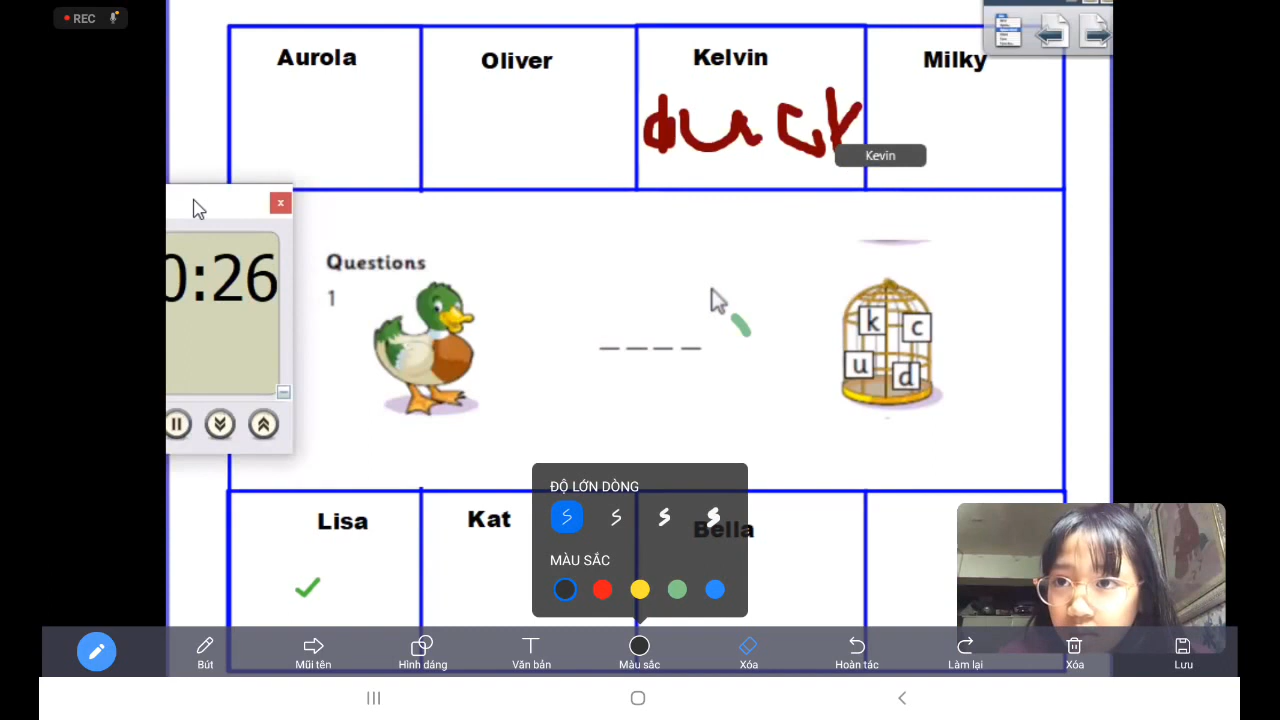 REC
Aurola
Oliver
Kelvin
Milky
duck
Kevin
x
0:26
Questions
1
_ _ _ _
k c
u d
Lisa
Kat
Bella
ĐỘ LỚN DÒNG
MÀU SẮC
Bút
Mũi tên
Hình dáng
Văn bản
Màu sắc
Xóa
Hoàn tác
Làm lại
Xóa
Lưu